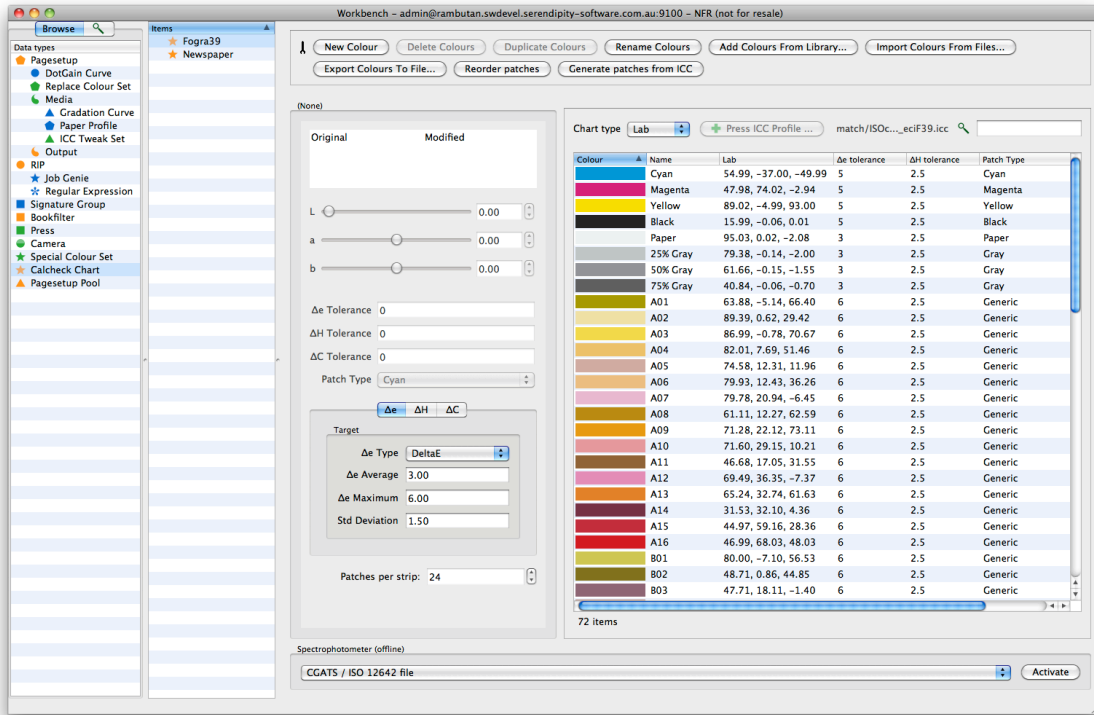 Workbench - admin@rambutan.swdevel.serendipity-software.com.au:9100 - NFR (not for resale)
Browse
Data types
Pagesetup
DotGain Curve
Replace Colour Set
Media
Gradation Curve
Paper Profile
ICC Tweak Set
Output
RIP
Job Genie
Regular Expression
Signature Group
Bookfilter
Press
Camera
Special Colour Set
Calcheck Chart
Pagesetup Pool
Items
Fogra39
Newspaper
New Colour Delete Colours Duplicate Colours Rename Colours Add Colours From Library... Import Colours From Files...
Export Colours To File... Reorder patches Generate patches from ICC
(None)
Original Modified
L 0.00
a 0.00
b 0.00
Δe Tolerance 0
ΔH Tolerance 0
ΔC Tolerance 0
Patch Type Cyan
Δe ΔH ΔC
Target
Δe Type DeltaE
Δe Average 3.00
Δe Maximum 6.00
Std Deviation 1.50
Patches per strip: 24
Chart type Lab Press ICC Profile ... match/ISOc..._eciF39.icc
Colour Name Lab Δe tolerance ΔH tolerance Patch Type
Cyan 54.99, -37.00, -49.99 5 2.5 Cyan
Magenta 47.98, 74.02, -2.94 5 2.5 Magenta
Yellow 89.02, -4.99, 93.00 5 2.5 Yellow
Black 15.99, -0.06, 0.01 5 2.5 Black
Paper 95.03, 0.02, -2.08 3 2.5 Paper
25% Gray 79.38, -0.14, -2.00 3 2.5 Gray
50% Gray 61.66, -0.15, -1.55 3 2.5 Gray
75% Gray 40.84, -0.06, -0.70 3 2.5 Gray
A01 63.88, -5.14, 66.40 6 2.5 Generic
A02 89.39, 0.62, 29.42 6 2.5 Generic
A03 86.99, -0.78, 70.67 6 2.5 Generic
A04 82.01, 7.69, 51.46 6 2.5 Generic
A05 74.58, 12.31, 11.96 6 2.5 Generic
A06 79.93, 12.43, 36.26 6 2.5 Generic
A07 79.78, 20.94, -6.45 6 2.5 Generic
A08 61.11, 12.27, 62.59 6 2.5 Generic
A09 71.28, 22.12, 73.11 6 2.5 Generic
A10 71.60, 29.15, 10.21 6 2.5 Generic
A11 46.68, 17.05, 31.55 6 2.5 Generic
A12 69.49, 36.35, -7.37 6 2.5 Generic
A13 65.24, 32.74, 61.63 6 2.5 Generic
A14 31.53, 32.10, 4.36 6 2.5 Generic
A15 44.97, 59.16, 28.36 6 2.5 Generic
A16 46.99, 68.03, 48.03 6 2.5 Generic
B01 80.00, -7.10, 56.53 6 2.5 Generic
B02 48.71, 0.86, 44.85 6 2.5 Generic
B03 47.71, 18.11, -1.40 6 2.5 Generic
72 items
Spectrophotometer (offline)
CGATS / ISO 12642 file Activate